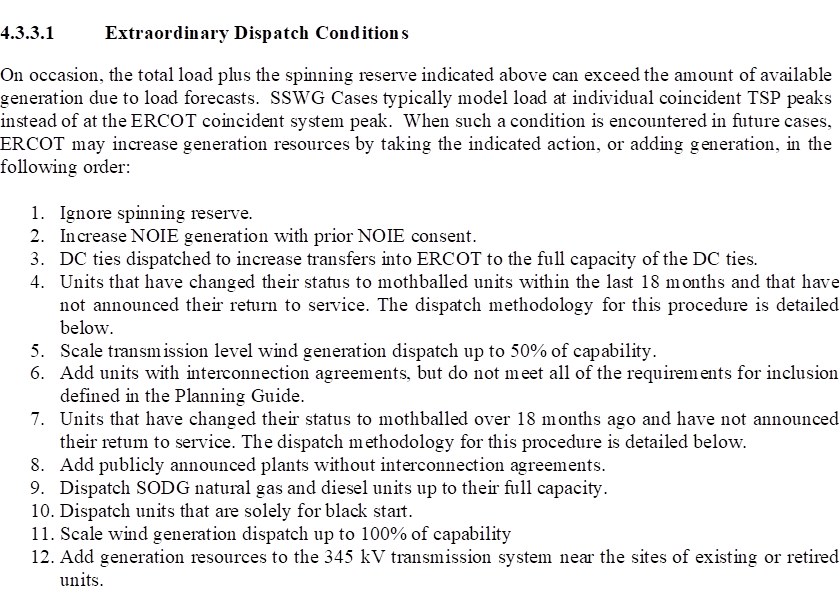 4.3.3.1 Extraordinary Dispatch Conditions
On occasion, the total load plus the spinning reserve indicated above can exceed the amount of available
generation due to load forecasts. SSWG Cases typically model load at individual coincident TSP peaks
instead of at the ERCOT coincident system peak. When such a condition is encountered in future cases,
ERCOT may increase generation resources by taking the indicated action, or adding generation, in the
following order:
1. Ignore spinning reserve.
2. Increase NOIE generation with prior NOIE consent.
3. DC ties dispatched to increase transfers into ERCOT to the full capacity of the DC ties.
4. Units that have changed their status to mothballed units within the last 18 months and that have
not announced their return to service. The dispatch methodology for this procedure is detailed
below.
5. Scale transmission level wind generation dispatch up to 50% of capability.
6. Add units with interconnection agreements, but do not meet all of the requirements for inclusion
defined in the Planning Guide.
7. Units that have changed their status to mothballed over 18 months ago and have not announced
their return to service. The dispatch methodology for this procedure is detailed below.
8. Add publicly announced plants without interconnection agreements.
9. Dispatch SODG natural gas and diesel units up to their full capacity.
10. Dispatch units that are solely for black start.
11. Scale wind generation dispatch up to 100% of capability
12. Add generation resources to the 345 kV transmission system near the sites of existing or retired
units.